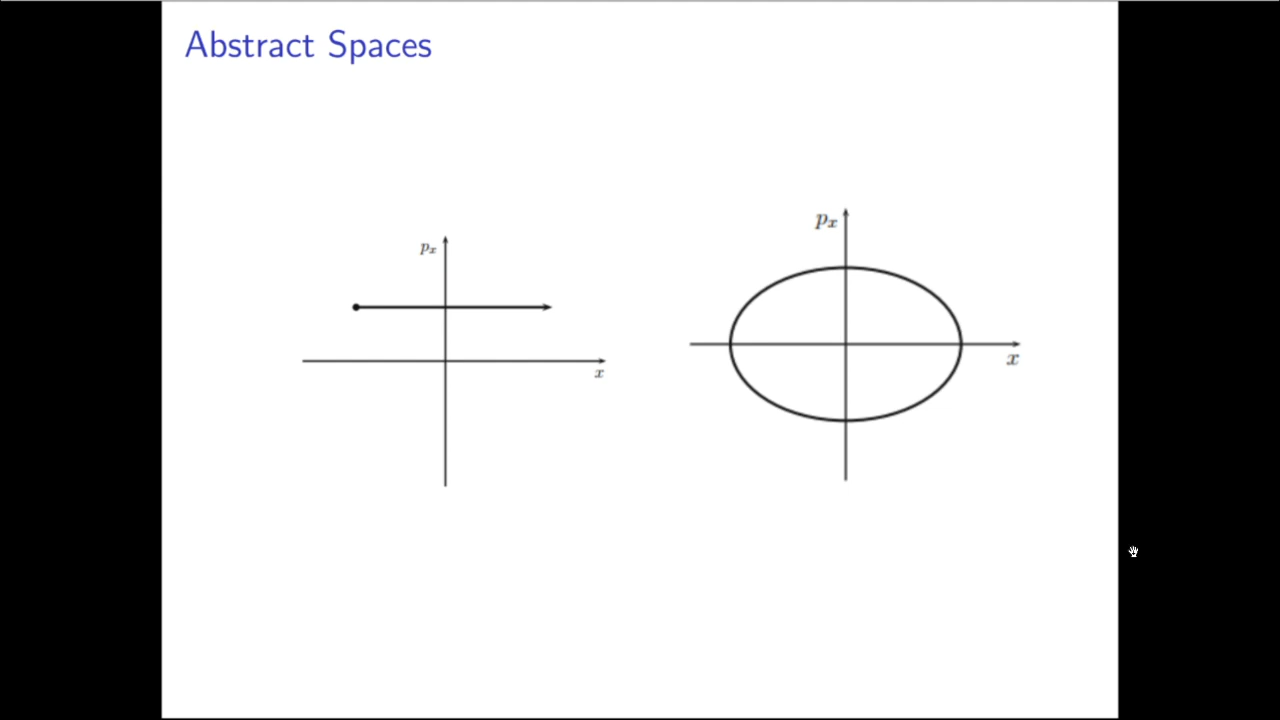 Abstract Spaces
pₓ
x
pₓ
x